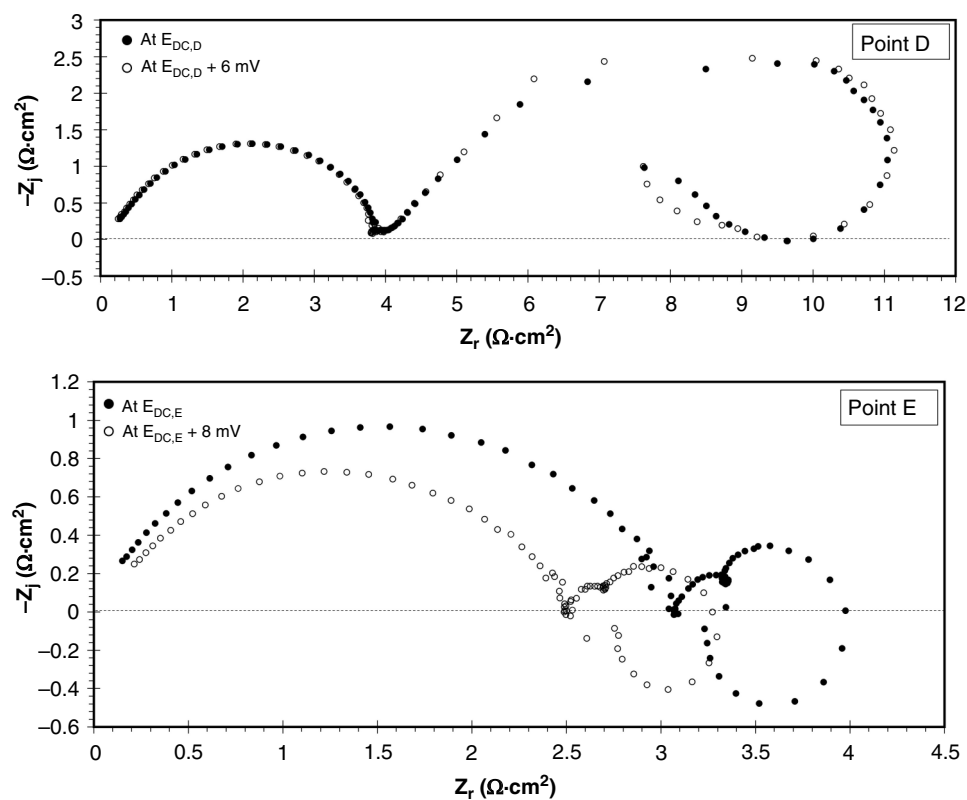 3
2.5
2
1.5
1
0.5
0
–0.5
–Zj (Ω·cm²)
At EDC,D
At EDC,D + 6 mV
Point D
0 1 2 3 4 5 6 7 8 9 10 11 12
Zr (Ω·cm²)
1.2
1
0.8
0.6
0.4
0.2
0
–0.2
–0.4
–0.6
–Zj (Ω·cm²)
At EDC,E
At EDC,E + 8 mV
Point E
0 0.5 1 1.5 2 2.5 3 3.5 4 4.5
Zr (Ω·cm²)